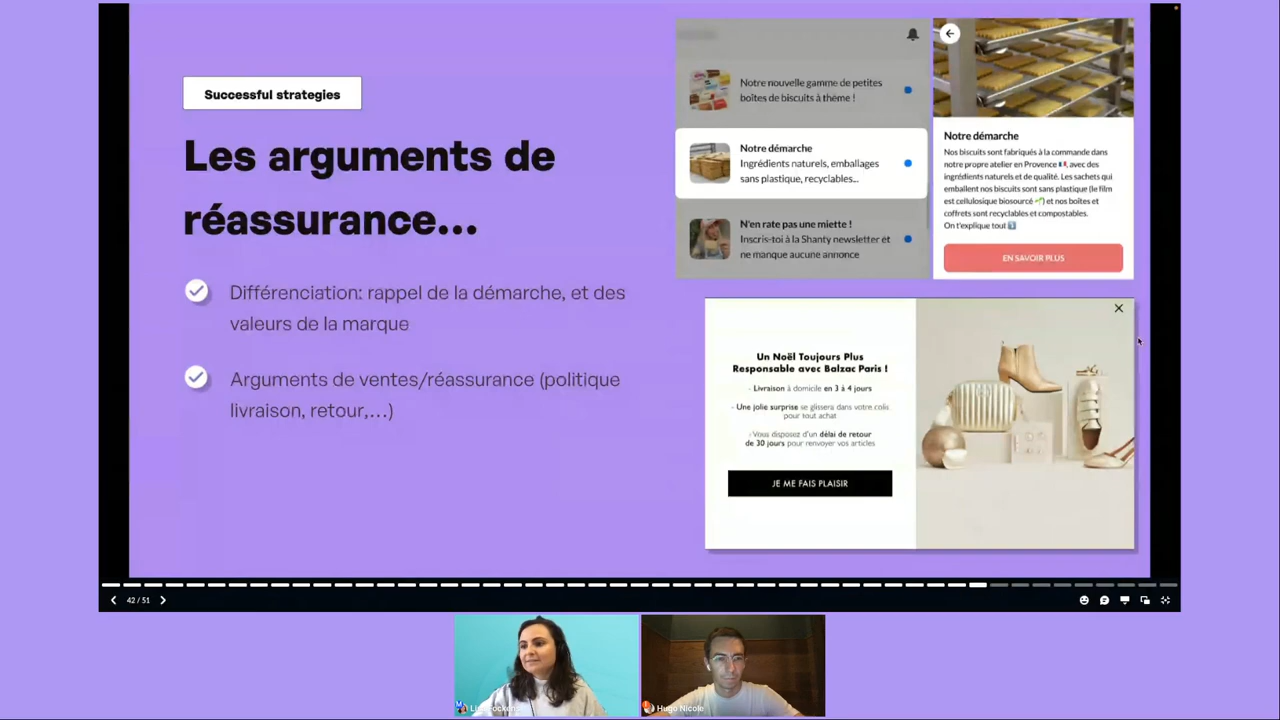 Successful strategies
Les arguments de
réassurance...
Différenciation: rappel de la démarche, et des
valeurs de la marque
Arguments de ventes/réassurance (politique
livraison, retour,...)
Notre nouvelle gamme de petites
boîtes de biscuits à thème !
Notre démarche
Ingrédients naturels, emballages
sans plastique, recyclables...
N'en rate pas une miette !
Inscris-toi à la Shanty newsletter et
ne manque aucune annonce
Notre démarche
Nos biscuits sont fabriqués à la commande dans
notre propre atelier en Provence 🇫🇷, avec des
ingrédients naturels et de qualité. Les sachets qui
emballent nos biscuits sont sans plastique (le film
est cellulosique biosourcé 🌱) et nos boîtes et
coffrets sont recyclables et compostables.
On t'explique tout ⤵️
EN SAVOIR PLUS
Un Noël Toujours Plus
Responsable avec Balzac Paris !
- Livraison à domicile en 3 à 4 jours
- Une jolie surprise se glissera dans votre colis
pour tout achat
- Vous disposez d'un délai de retour
de 30 jours pour renvoyer vos articles
JE ME FAIS PLAISIR
42 / 51
Hugo Nicole